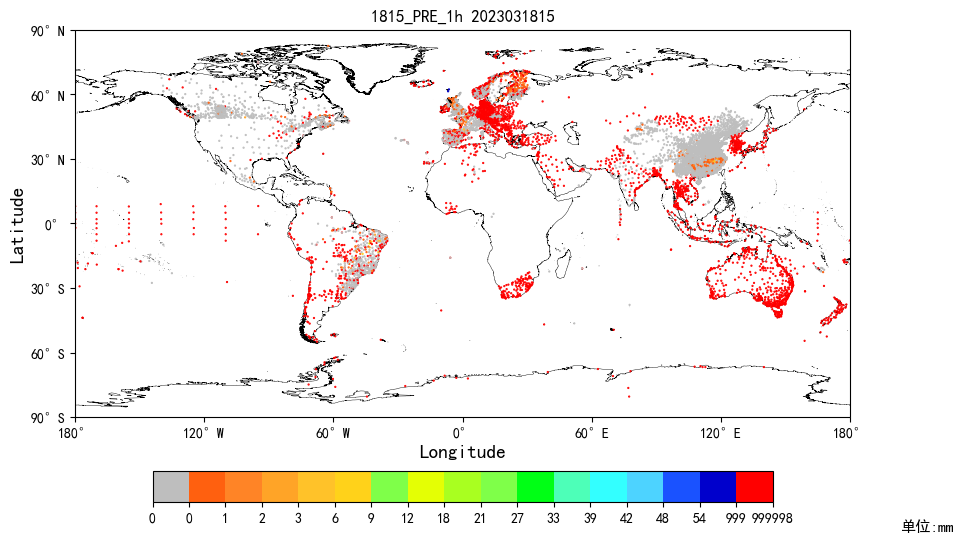 1815_PRE_1h 2023031815
90° N
60° N
30° N
0°
30° S
60° S
90° S
Latitude
180° 120° W 60° W 0° 60° E 120° E 180°
Longitude
0 0 1 2 3 6 9 12 18 21 27 33 39 42 48 54 999 999998
单位:mm